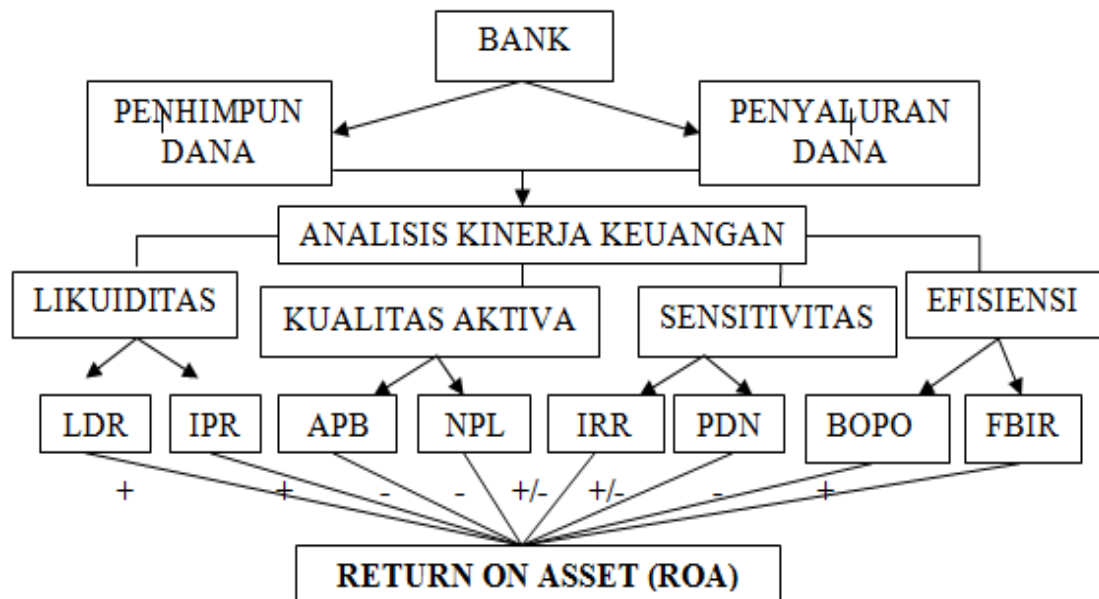 BANK
PENHIMPUN
DANA
PENYALURAN
DANA
ANALISIS KINERJA KEUANGAN
LIKUIDITAS
KUALITAS AKTIVA
SENSITIVITAS
EFISIENSI
LDR
IPR
APB
NPL
IRR
PDN
BOPO
FBIR
+ + - - +/- +/- - +
RETURN ON ASSET (ROA)